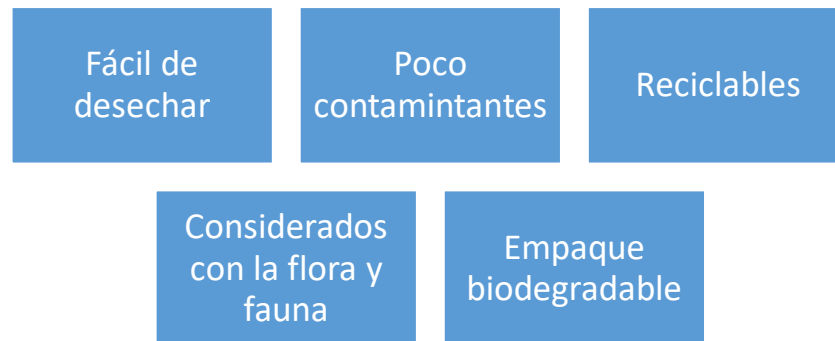 Fácil de
desechar
Poco
contamintantes
Reciclables
Considerados
con la flora y
fauna
Empaque
biodegradable